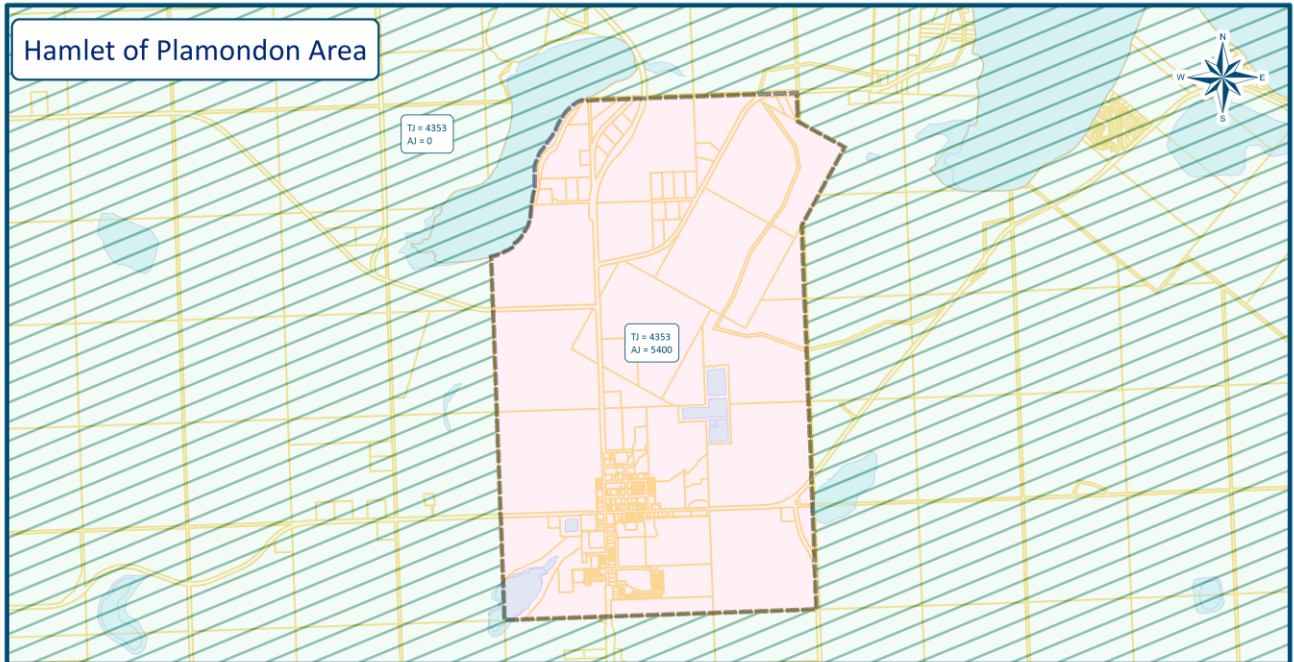 Hamlet of Plamondon Area
N
W
E
S
TJ = 4353
AJ = 0
TJ = 4353
AJ = 5400